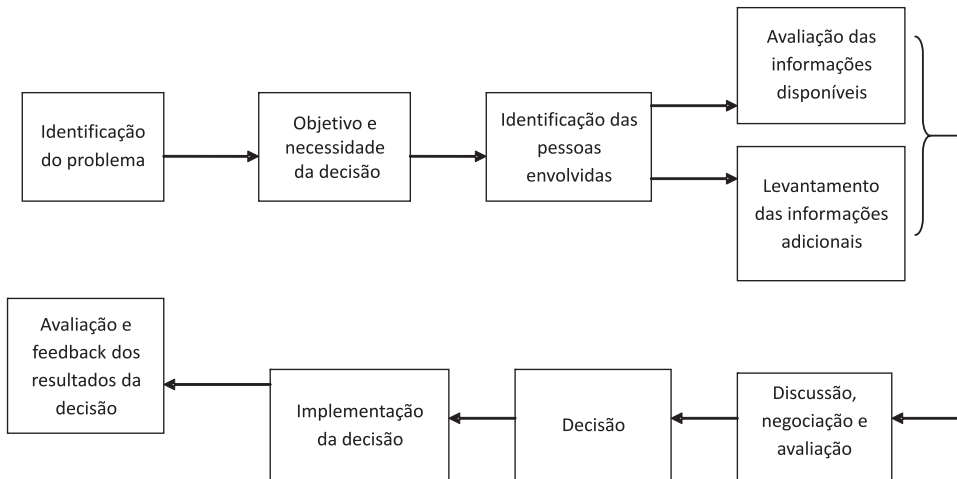 Identificação
do problema
Objetivo e
necessidade
da decisão
Identificação das
pessoas
envolvidas
Avaliação das
informações
disponíveis
Levantamento
das informações
adicionais
Discussão,
negociação e
avaliação
Decisão
Implementação
da decisão
Avaliação e
feedback dos
resultados da
decisão